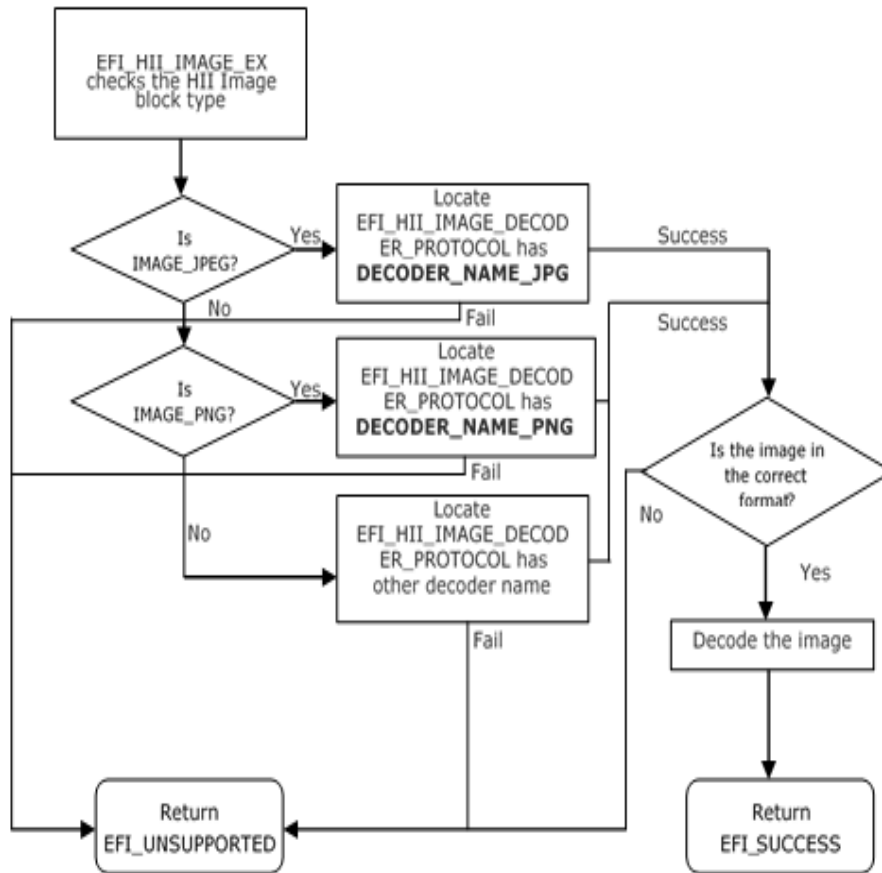 EFI_HII_IMAGE_EX
checks the HII Image
block type
Is
IMAGE_JPEG?
Yes
Locate
EFI_HII_IMAGE_DECOD
ER_PROTOCOL has
DECODER_NAME_JPG
Success
No
Fail
Success
Is
IMAGE_PNG?
Yes
Locate
EFI_HII_IMAGE_DECOD
ER_PROTOCOL has
DECODER_NAME_PNG
Fail
Is the image in
the correct
format?
No
Yes
No
Locate
EFI_HII_IMAGE_DECOD
ER_PROTOCOL has
other decoder name
Fail
Decode the image
Return
EFI_UNSUPPORTED
Return
EFI_SUCCESS